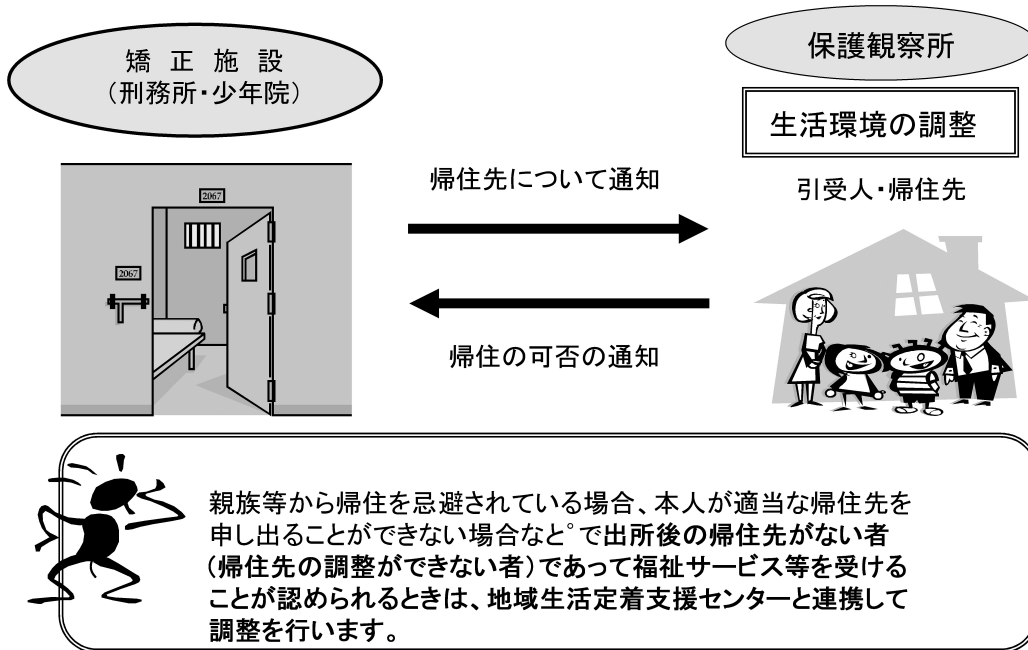 矯 正 施 設
（刑務所・少年院）
保護観察所
生活環境の調整
引受人・帰住先
帰住先について通知
帰住の可否の通知
2067
2067
親族等から帰住を忌避されている場合、本人が適当な帰住先を
申し出ることができない場合など゜で出所後の帰住先がない者
（帰住先の調整ができない者）であって福祉サービス等を受ける
ことが認められるときは、地域生活定着支援センターと連携して
調整を行います。